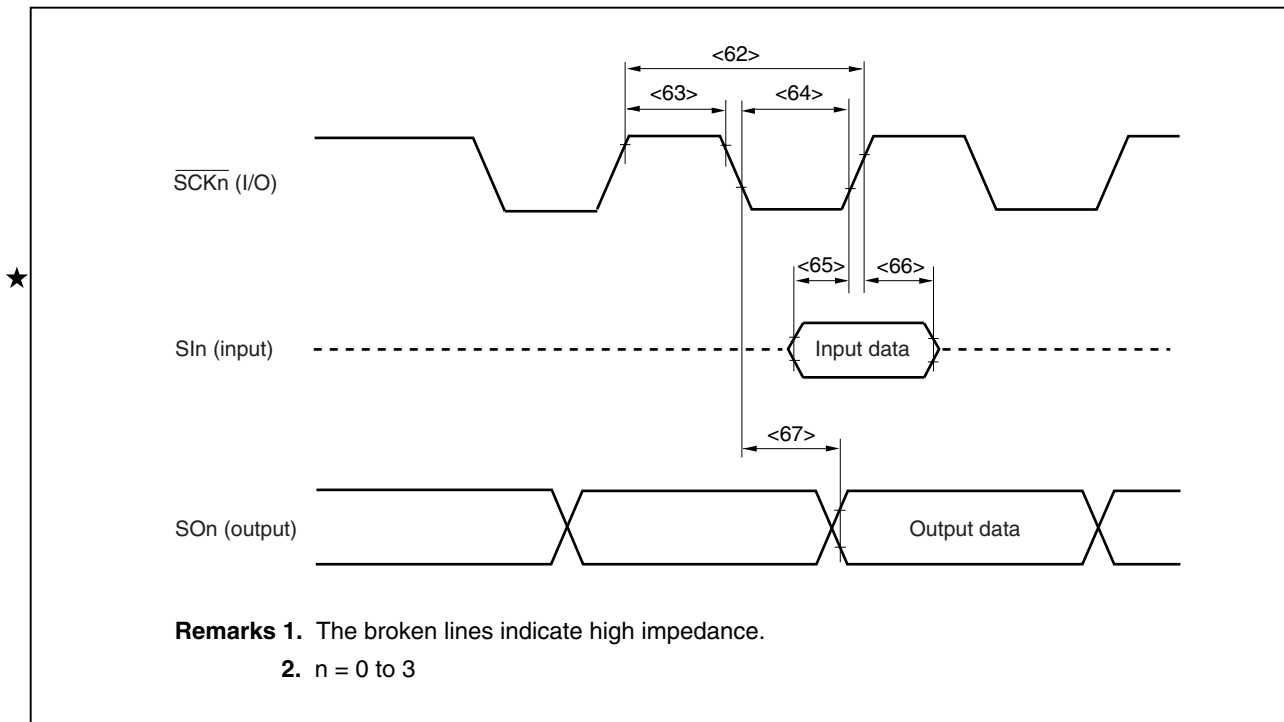 <62>
<63>
<64>
SCKn (I/O)
★
<65>
<66>
SIn (input)
Input data
<67>
SOn (output)
Output data
Remarks 1. The broken lines indicate high impedance.
2. n = 0 to 3